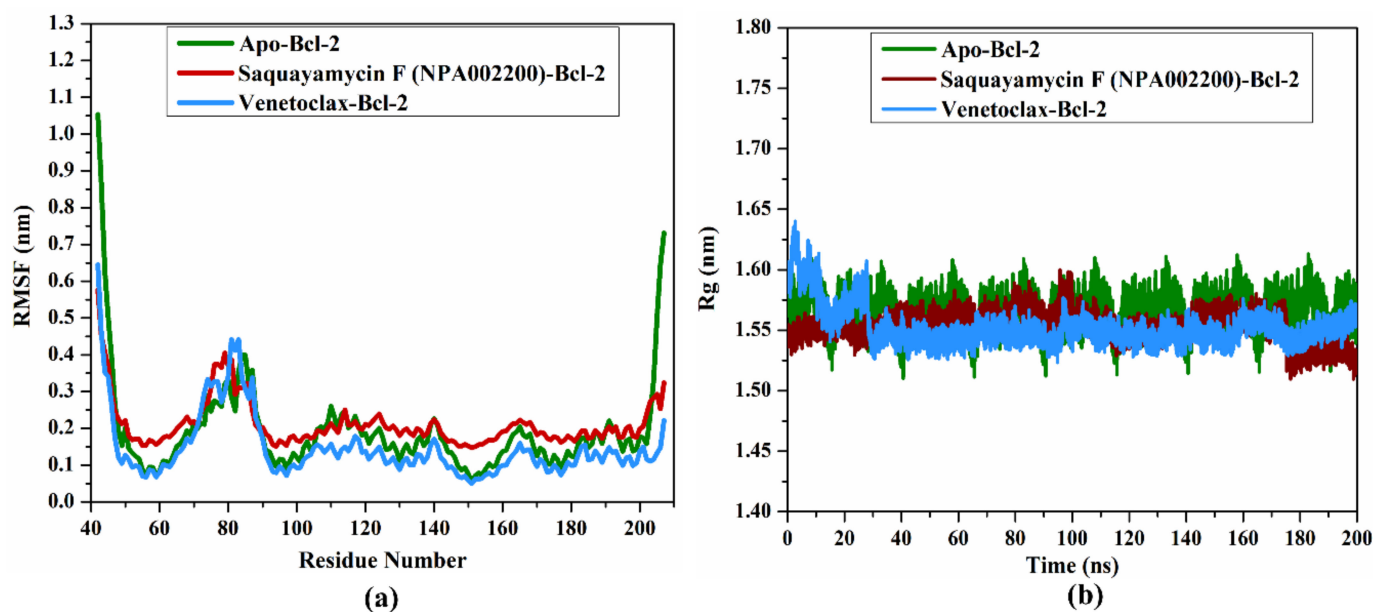 1.3
1.2
1.1
1.0
0.9
0.8
0.7
0.6
0.5
0.4
0.3
0.2
0.1
0.0
RMSF (nm)
Apo-Bcl-2
Saquayamycin F (NPA002200)-Bcl-2
Venetoclax-Bcl-2
40 60 80 100 120 140 160 180 200
Residue Number
(a)
1.80
1.75
1.70
1.65
1.60
1.55
1.50
1.45
1.40
Rg (nm)
Apo-Bcl-2
Saquayamycin F (NPA002200)-Bcl-2
Venetoclax-Bcl-2
0 20 40 60 80 100 120 140 160 180 200
Time (ns)
(b)